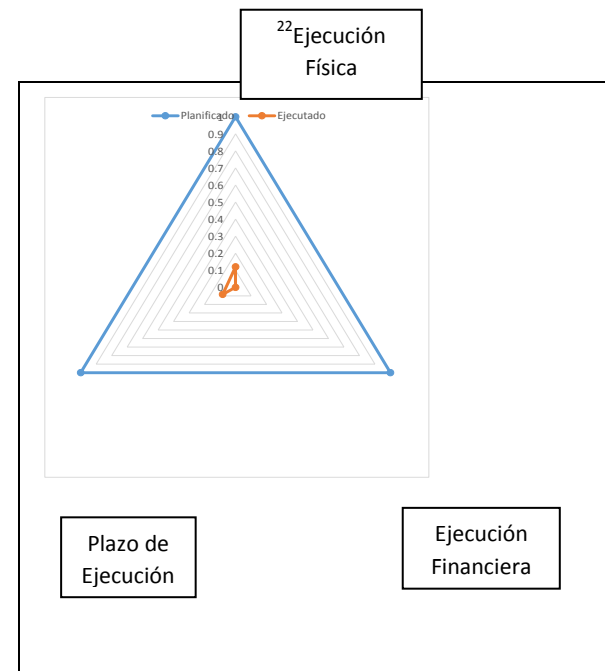 ²²Ejecución
Física
Planificado Ejecutado
1
0.9
0.8
0.7
0.6
0.5
0.4
0.3
0.2
0.1
0
Plazo de
Ejecución
Ejecución
Financiera